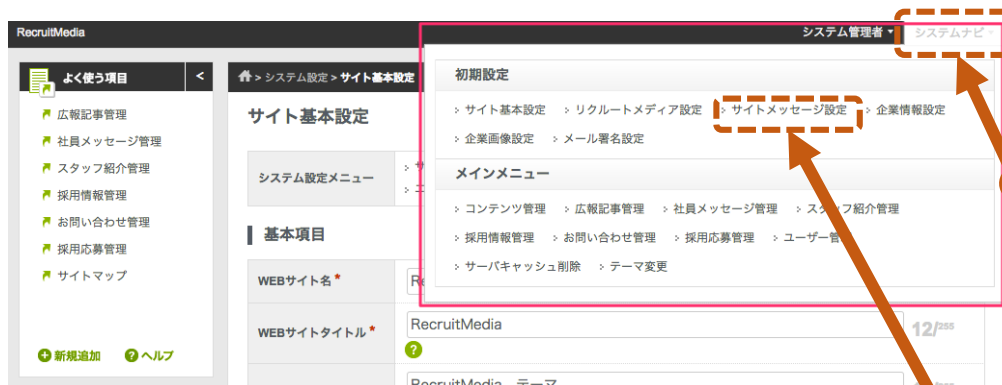 RecruitMedia
システム管理者 ▾
システムナビ ▾
よく使う項目 <
広報記事管理
社員メッセージ管理
スタッフ紹介管理
採用情報管理
お問い合わせ管理
採用応募管理
サイトマップ
新規追加 ヘルプ
> システム設定 > サイト基本設定
サイト基本設定
システム設定メニュー
基本項目
WEBサイト名 *
WEBサイトタイトル *
RecruitMedia
12/255
RecruitMedia テーマ
初期設定
> サイト基本設定 > リクルートメディア設定 > サイトメッセージ設定 > 企業情報設定
> 企業画像設定 > メール署名設定
メインメニュー
> コンテンツ管理 > 広報記事管理 > 社員メッセージ管理 > スタッフ紹介管理
> 採用情報管理 > お問い合わせ管理 > 採用応募管理 > ユーザー管
> サーバキャッシュ削除 > テーマ変更